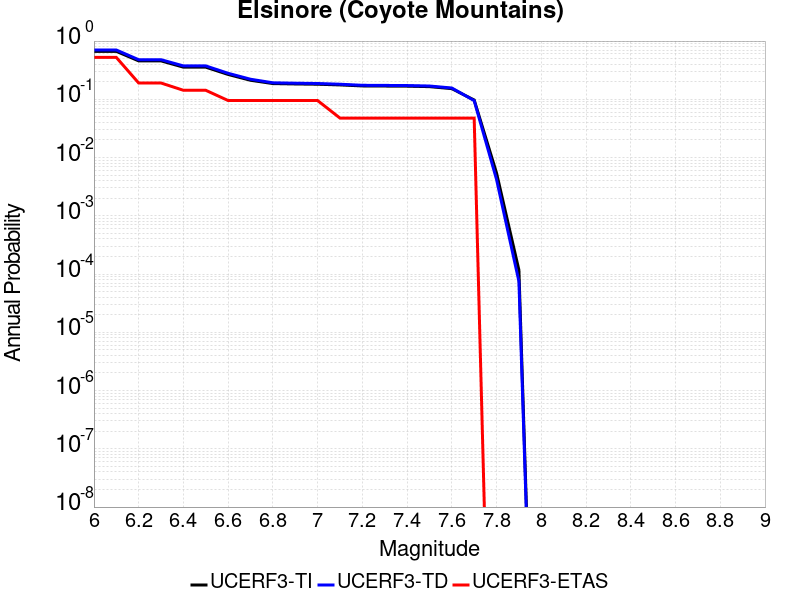 Elsinore (Coyote Mountains)
10^0
10^-1
10^-2
10^-3
10^-4
10^-5
10^-6
10^-7
10^-8
Annual Probability
6 6.2 6.4 6.6 6.8 7 7.2 7.4 7.6 7.8 8 8.2 8.4 8.6 8.8 9
Magnitude
UCERF3-TI UCERF3-TD UCERF3-ETAS